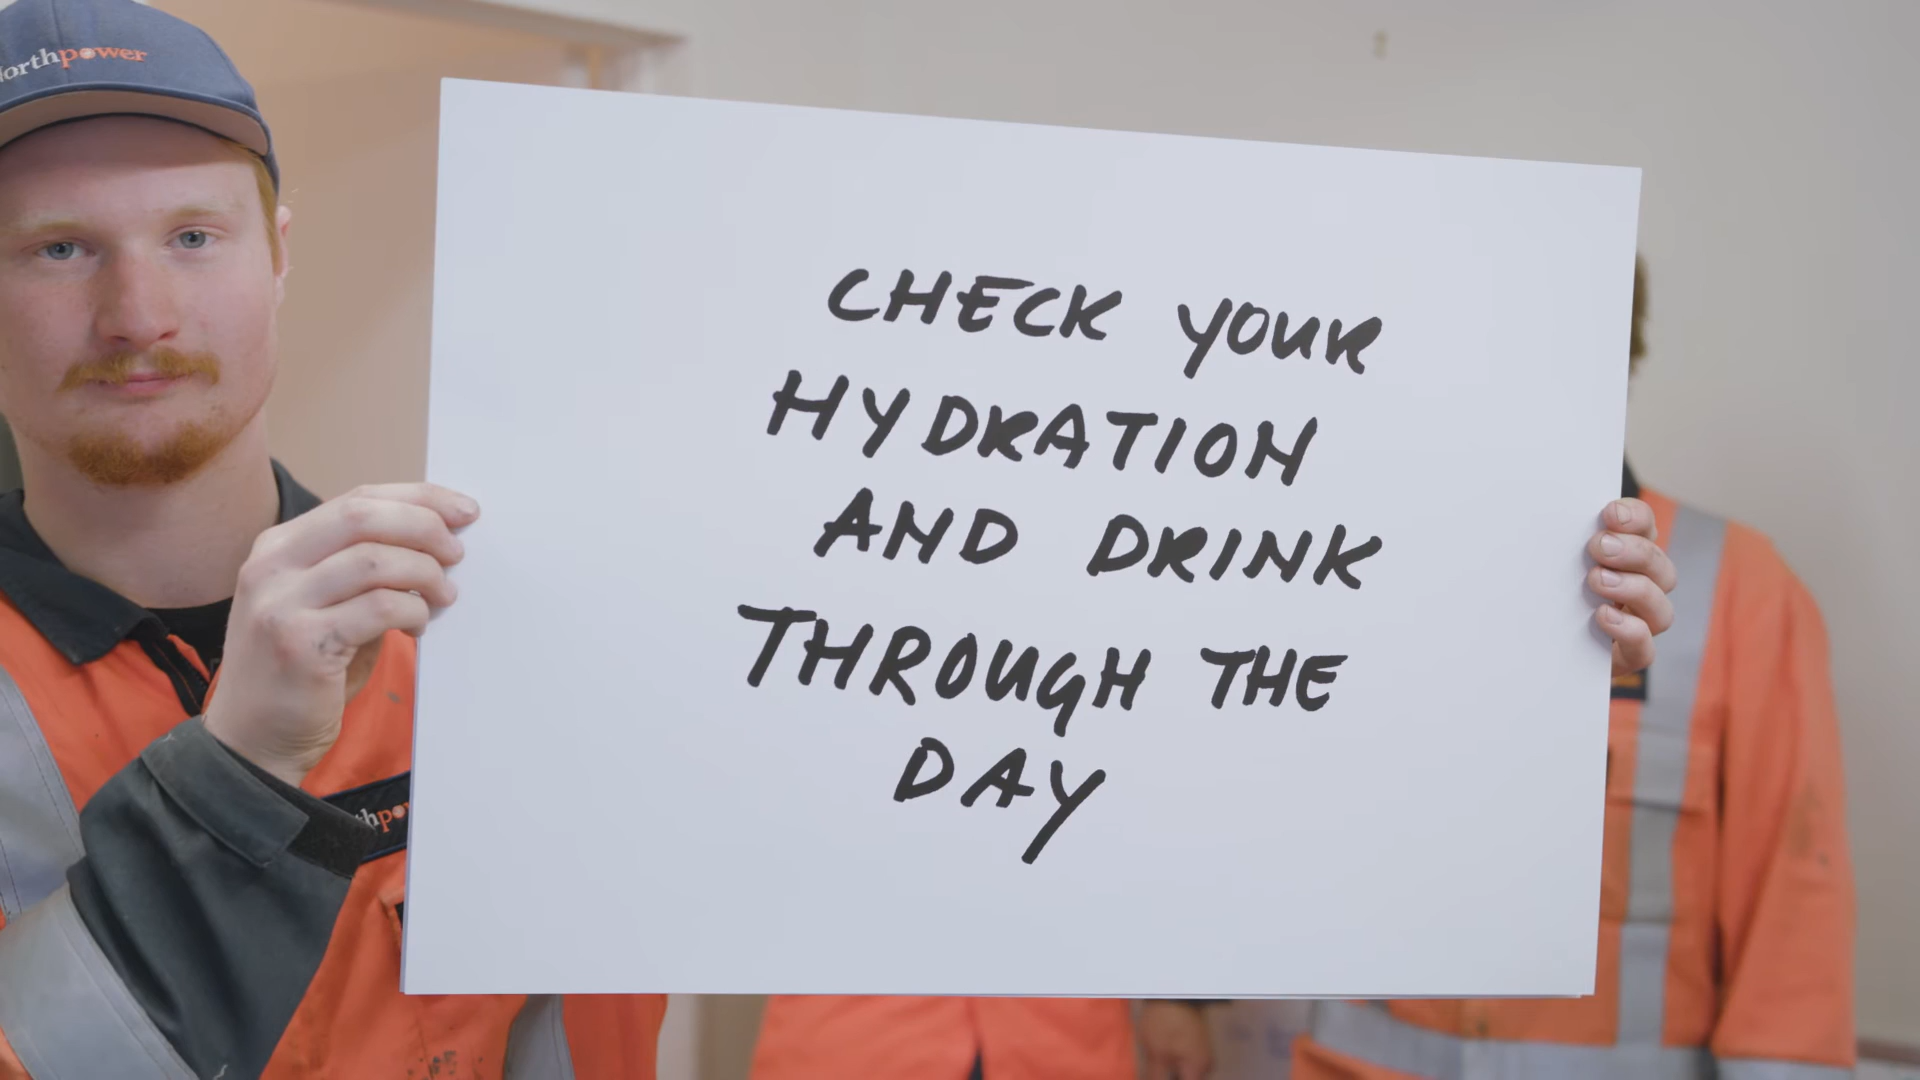 Northpower
CHECK YOUR
HYDRATION
AND DRINK
THROUGH THE
DAY